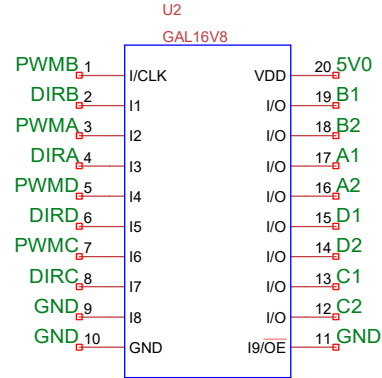 U2
GAL16V8
PWMB 1 I/CLK VDD 20 5V0
DIRB 2 I1 I/O 19 B1
PWMA 3 I2 I/O 18 B2
DIRA 4 I3 I/O 17 A1
PWMD 5 I4 I/O 16 A2
DIRD 6 I5 I/O 15 D1
PWMC 7 I6 I/O 14 D2
DIRC 8 I7 I/O 13 C1
GND 9 I8 I/O 12 C2
GND 10 GND I9/OE 11 GND